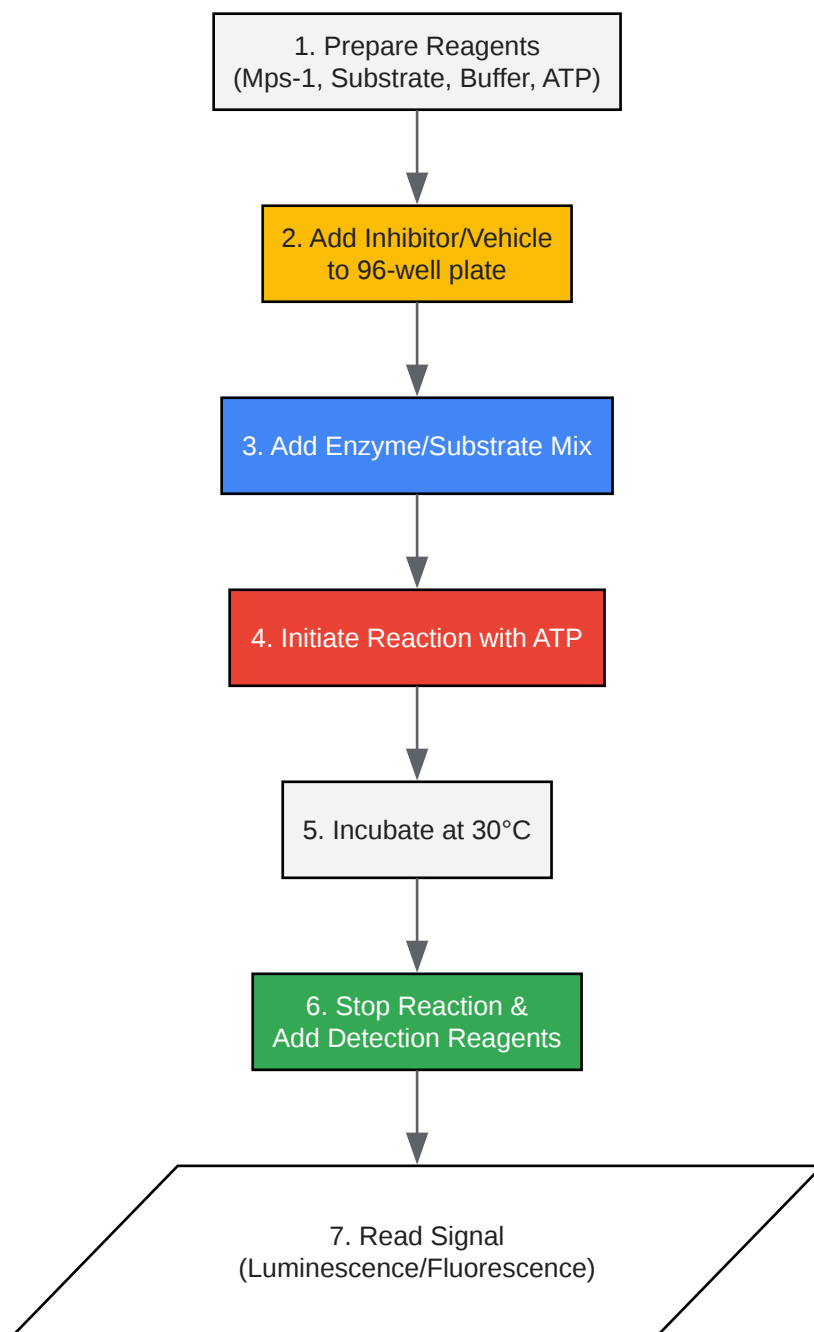 1. Prepare Reagents
(Mps-1, Substrate, Buffer, ATP)
2. Add Inhibitor/Vehicle
to 96-well plate
3. Add Enzyme/Substrate Mix
4. Initiate Reaction with ATP
5. Incubate at 30°C
6. Stop Reaction &
Add Detection Reagents
7. Read Signal
(Luminescence/Fluorescence)